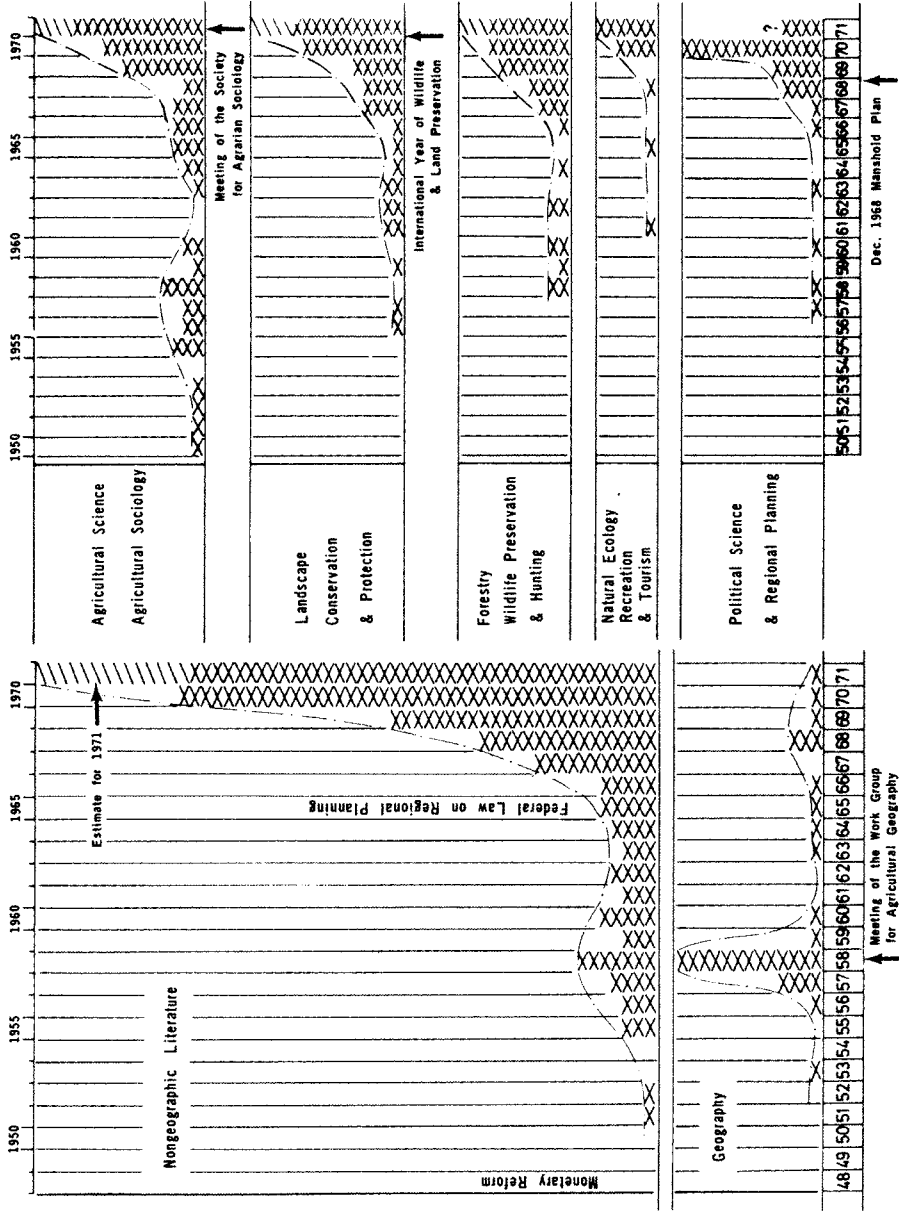 1950
1955
1960
1965
1970
Nongeographic Literature
Estimate for 1971
Monetary
Reform
Federal Law on Regional Planning
Geography
48 49 50 51 52 53 54 55 56 57 58 59 60 61 62 63 64 65 66 67 68 69 70 71
Meeting of the Work Group
for Agricultural Geography
1950
1955
1960
1965
1970
Agricultural Science
Agricultural Sociology
Meeting of the Society
for Agrarian Sociology
Landscape
Conservation
& Protection
International Year of Wildlife
& Land Preservation
Forestry
Wildlife Preservation
& Hunting
Natural Ecology
Recreation
& Tourism
Political Science
& Regional Planning
?
50 51 52 53 54 55 56 57 58 59 60 61 62 63 64 65 66 67 68 69 70 71
Dec. 1968 Manshold Plan